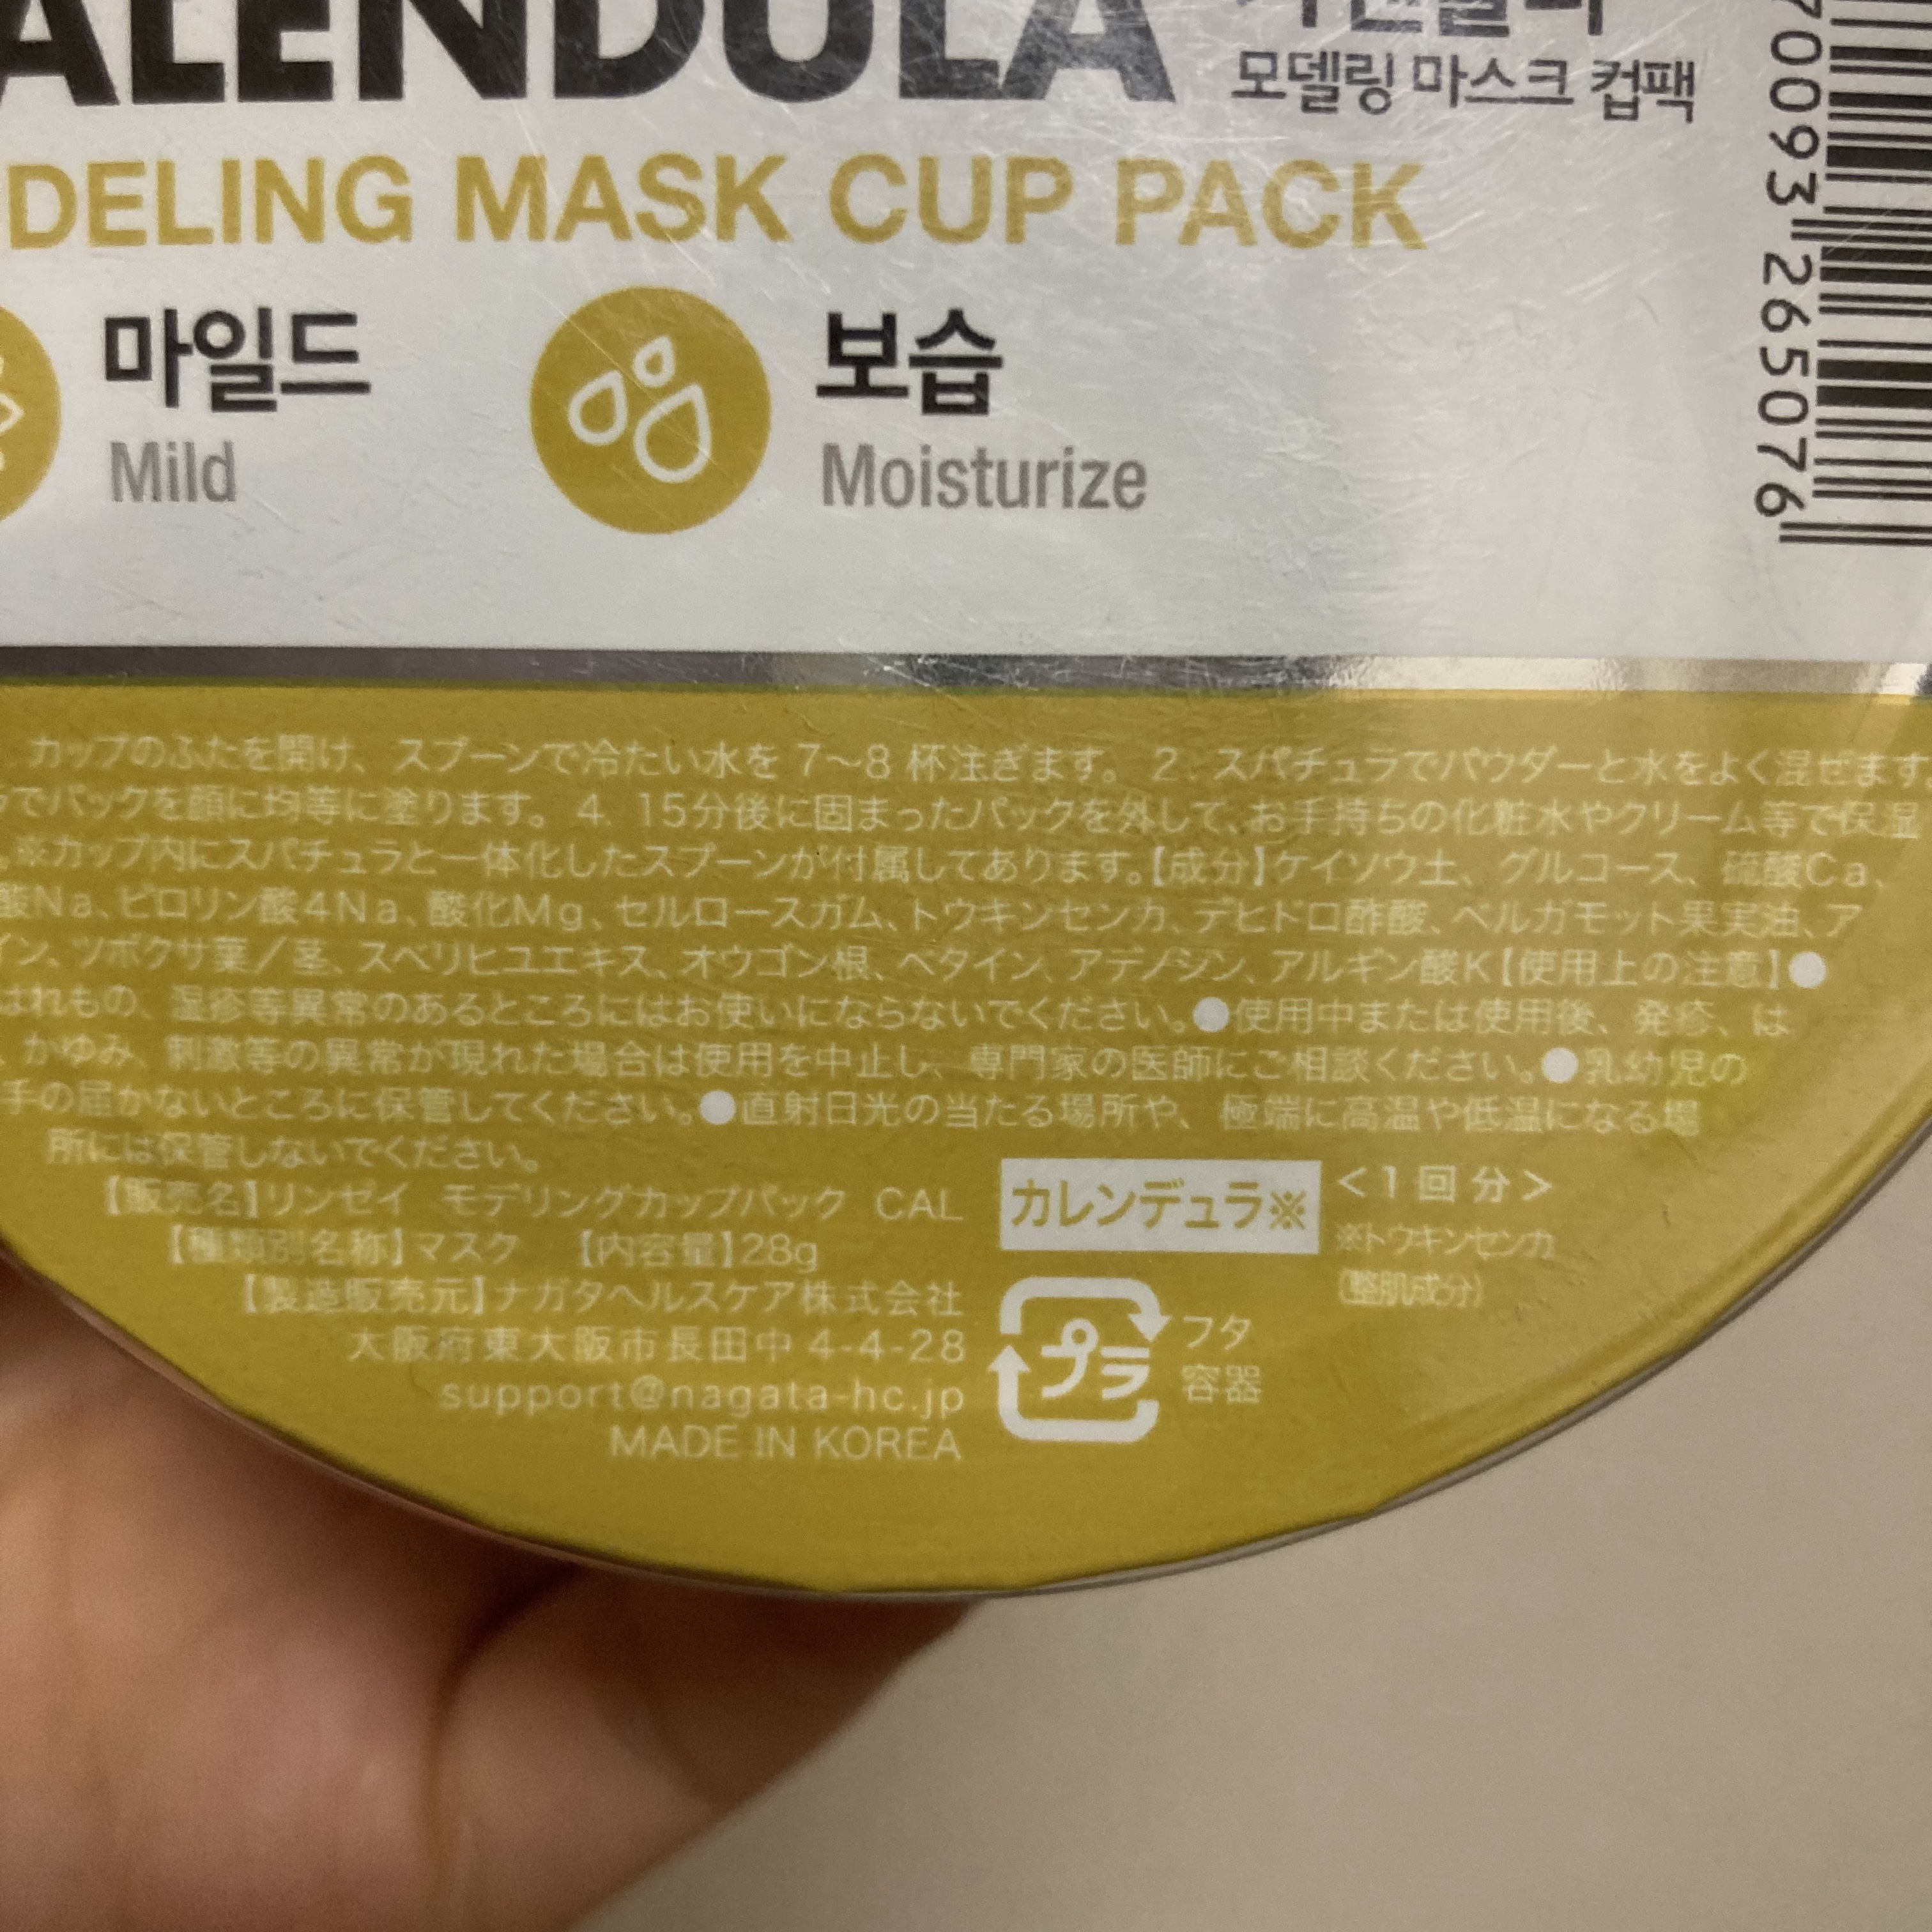 ALENDULA
모델링 마스크 컵팩
DELING MASK CUP PACK
마일드
Mild
보습
Moisturize
70093 265076
カップのふたを開け、スプーンで冷たい水を 7〜8 杯注ぎます。 2. スパチュラでパウダーと水をよく混ぜます
でパックを顔に均等に塗ります。 4. 15分後に固まったパックを外して、お手持ちの化粧水やクリーム等で保湿
。※カップ内にスパチュラと一体化したスプーンが付属してあります。【成分】ケイソウ土、グルコース、硫酸Ca、
酸Na、ピロリン酸4Na、酸化Mg、セルロースガム、トウキンセンカ、デヒドロ酢酸、ベルガモット果実油、ア
イン、ツボクサ葉／茎、スベリヒユエキス、オウゴン根、ベタイン、アデノシン、アルギン酸K【使用上の注意】●
はれもの、湿疹等異常のあるところにはお使いにならないでください。●使用中または使用後、発疹、は
、かゆみ、刺激等の異常が現れた場合は使用を中止し、専門家の医師にご相談ください。●乳幼児の
手の届かないところに保管してください。●直射日光の当たる場所や、極端に高温や低温になる場
所には保管しないでください。
【販売名】リンゼイ モデリングカップパック CAL
【種類別名称】マスク 【内容量】28g
【製造販売元】ナガタヘルスケア株式会社
大阪府東大阪市長田中 4-4-28
support@nagata-hc.jp
MADE IN KOREA
カレンデュラ※
＜1回分＞
※トウキンセンカ
(整肌成分)
プラ
フタ
容器